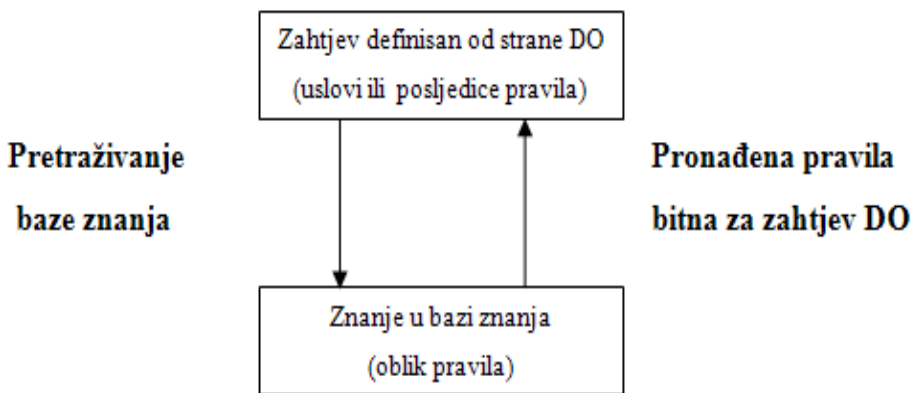 Zahtjev definisan od strane DO
(uslovi ili posljedice pravila)
Pretraživanje
baze znanja
Pronađena pravila
bitna za zahtjev DO
Znanje u bazi znanja
(oblik pravila)